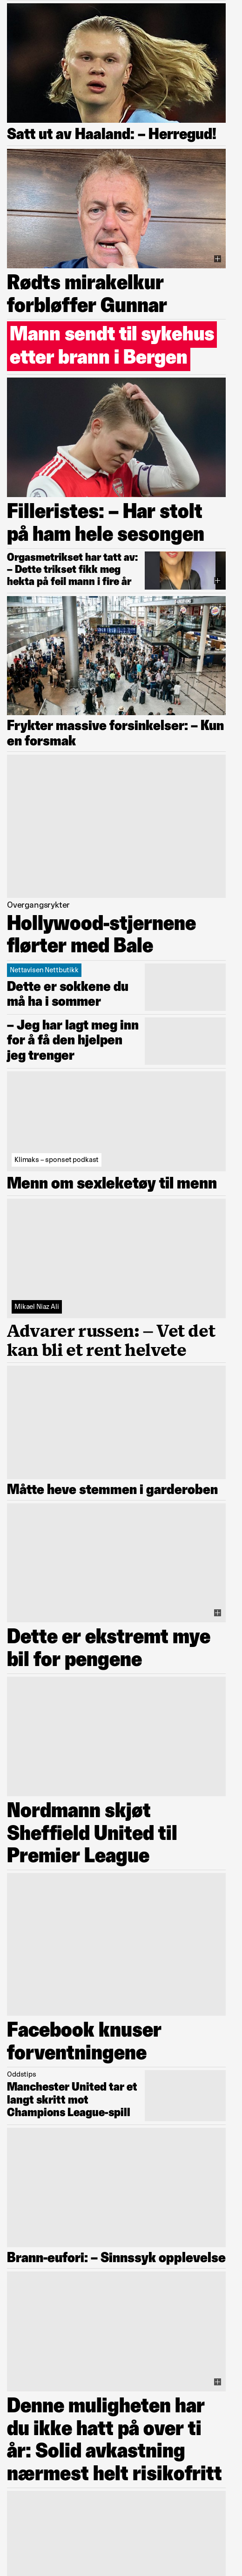 Satt ut av Haaland: – Herregud!
Rødts mirakelkur
forbløffer Gunnar
Mann sendt til sykehus
etter brann i Bergen
Filleristes: – Har stolt
på ham hele sesongen
Orgasmetrikset har tatt av:
– Dette trikset fikk meg
hekta på feil mann i fire år
Frykter massive forsinkelser: – Kun
en forsmak
Overgangsrykter
Hollywood-stjernene
flørter med Bale
Nettavisen Nettbutikk
Dette er sokkene du
må ha i sommer
– Jeg har lagt meg inn
for å få den hjelpen
jeg trenger
Klimaks – sponset podkast
Menn om sexleketøy til menn
Mikael Niaz Ali
Advarer russen: – Vet det
kan bli et rent helvete
Måtte heve stemmen i garderoben
Dette er ekstremt mye
bil for pengene
Nordmann skjøt
Sheffield United til
Premier League
Facebook knuser
forventningene
Oddstips
Manchester United tar et
langt skritt mot
Champions League-spill
Brann-eufori: – Sinnssyk opplevelse
Denne muligheten har
du ikke hatt på over ti
år: Solid avkastning
nærmest helt risikofritt